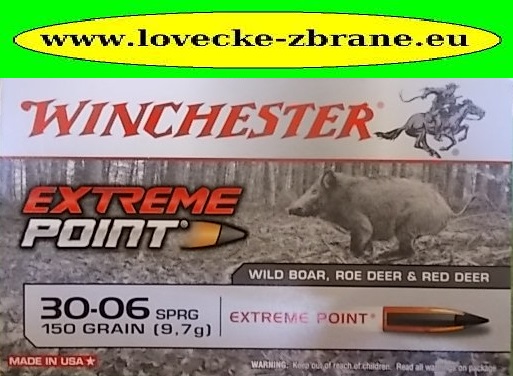 www.lovecke-zbrane.eu
WINCHESTER®
EXTREME
POINT®
WILD BOAR, ROE DEER & RED DEER
30-06 SPRG
150 GRAIN (9,7g)
EXTREME POINT®
MADE IN USA
WARNING: Keep out of reach of children. Read all warnings on package